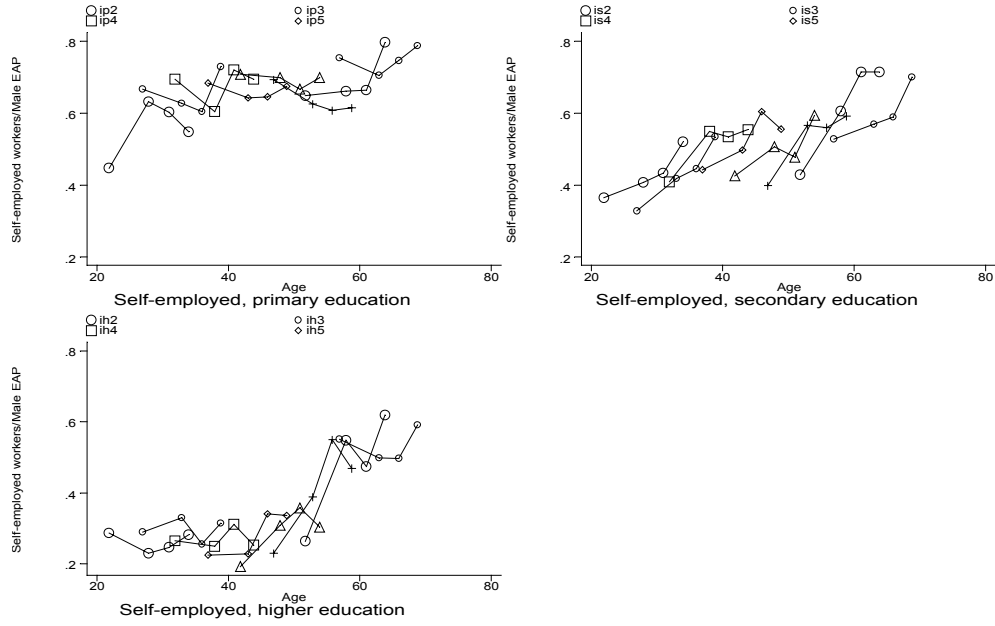 ip2 ip3
ip4 ip5
Self-employed workers/Male EAP
.8
.6
.4
.2
20 40 60 80
Age
Self-employed, primary education
is2 is3
is4 is5
Self-employed workers/Male EAP
.8
.6
.4
.2
20 40 60 80
Age
Self-employed, secondary education
ih2 ih3
ih4 ih5
Self-employed workers/Male EAP
.8
.6
.4
.2
20 40 60 80
Age
Self-employed, higher education